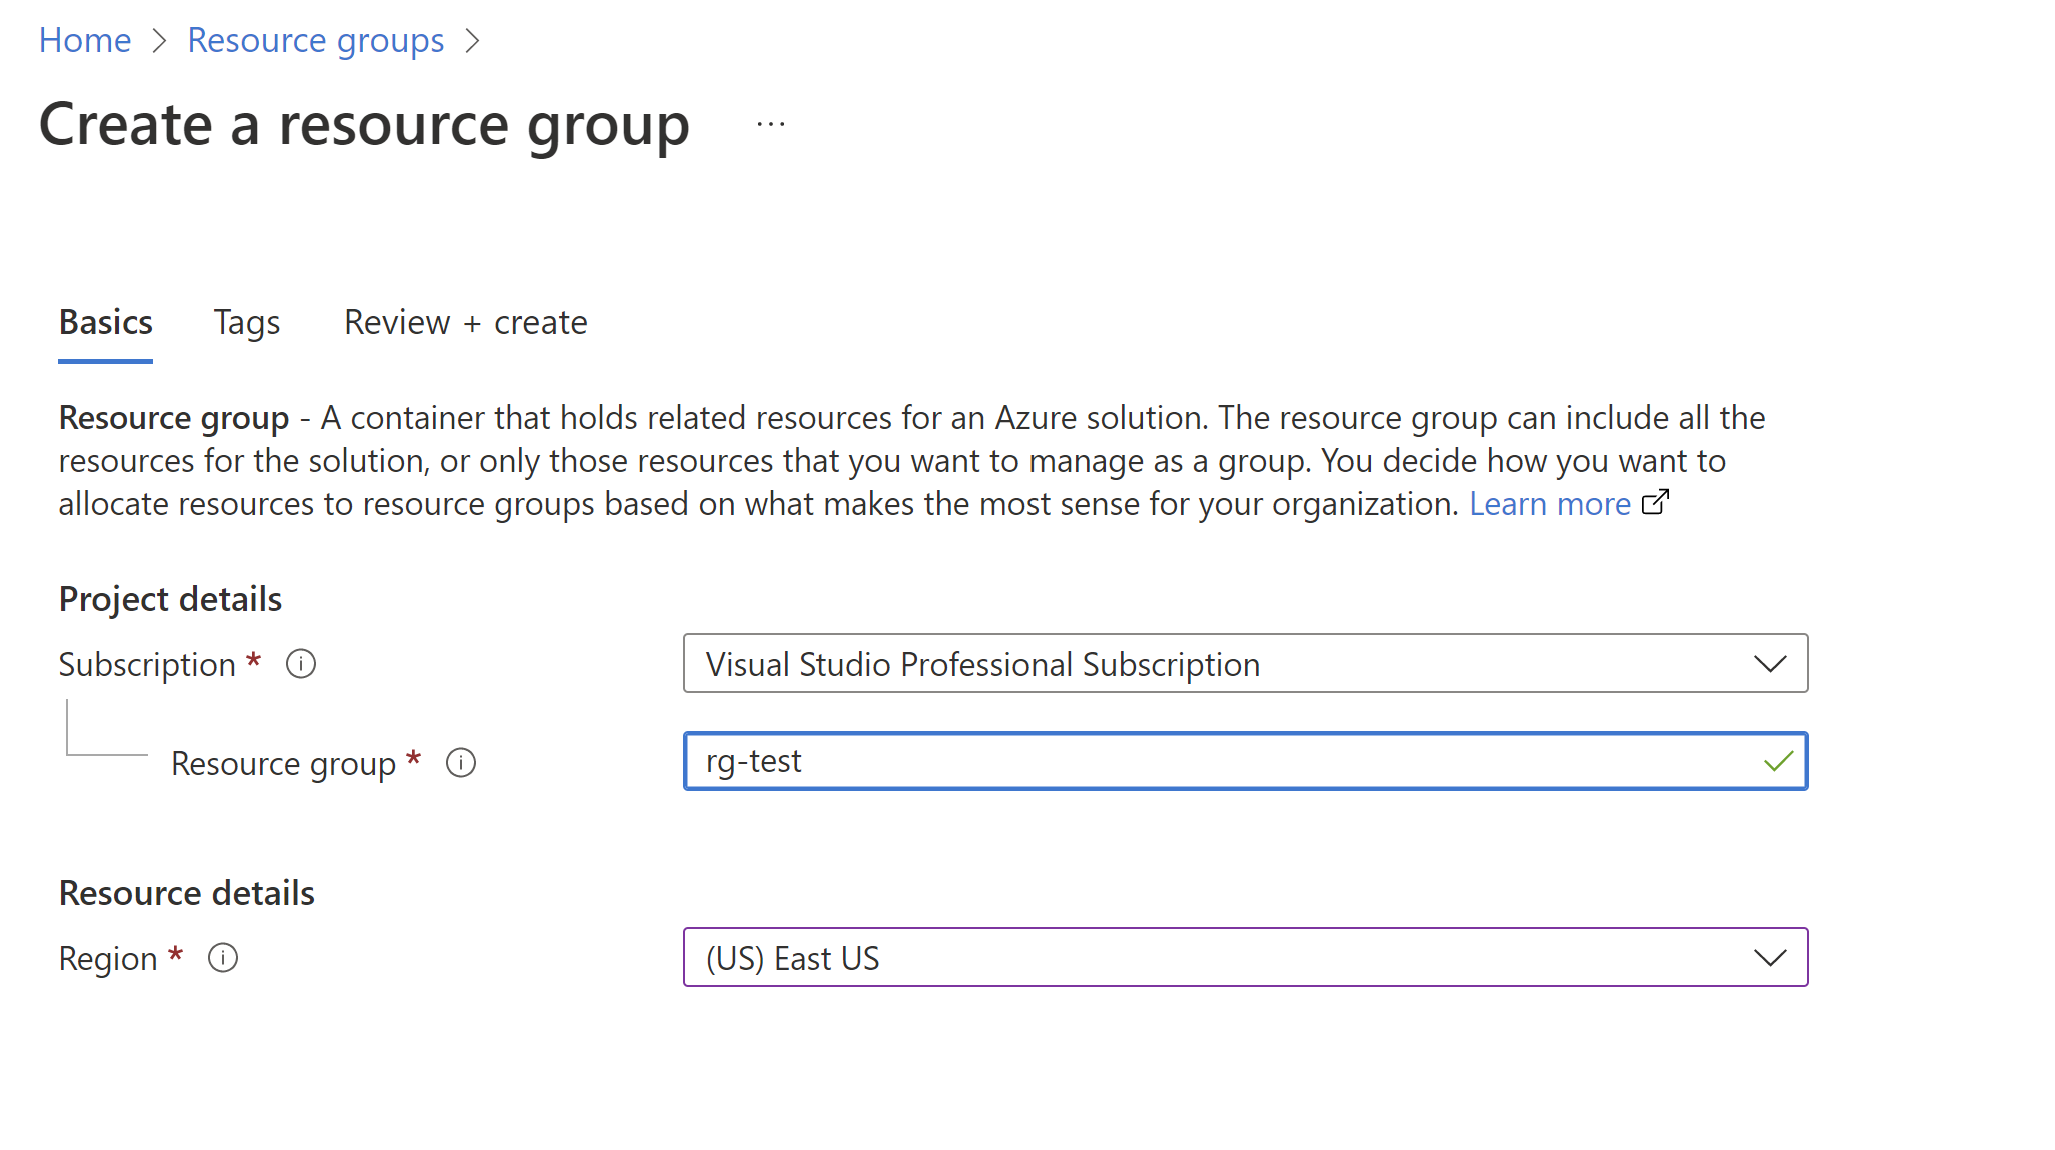 Home > Resource groups >
Create a resource group ...
Basics Tags Review + create
Resource group - A container that holds related resources for an Azure solution. The resource group can include all the
resources for the solution, or only those resources that you want to manage as a group. You decide how you want to
allocate resources to resource groups based on what makes the most sense for your organization. Learn more
Project details
Subscription * Visual Studio Professional Subscription
Resource group * rg-test
Resource details
Region * (US) East US